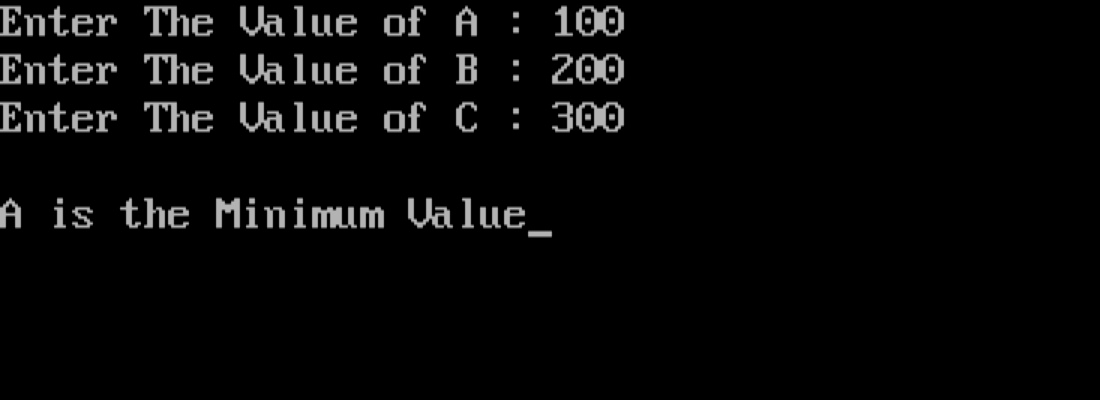 Enter The Value of A : 100
Enter The Value of B : 200
Enter The Value of C : 300
A is the Minimum Value_